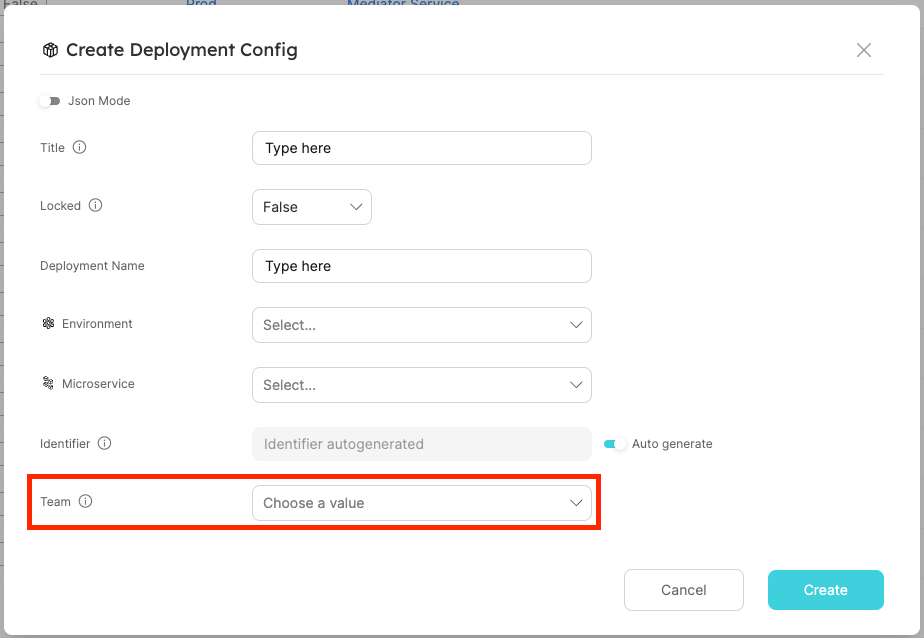 False Prod Mediator Service
Create Deployment Config
Json Mode
Title
Type here
Locked
False
Deployment Name
Type here
Environment
Select...
Microservice
Select...
Identifier
Identifier autogenerated
Auto generate
Team
Choose a value
Cancel
Create